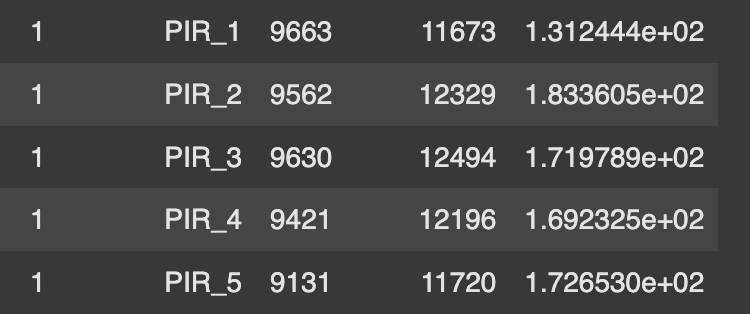 1 PIR_1 9663 11673 1.312444e+02
1 PIR_2 9562 12329 1.833605e+02
1 PIR_3 9630 12494 1.719789e+02
1 PIR_4 9421 12196 1.692325e+02
1 PIR_5 9131 11720 1.726530e+02